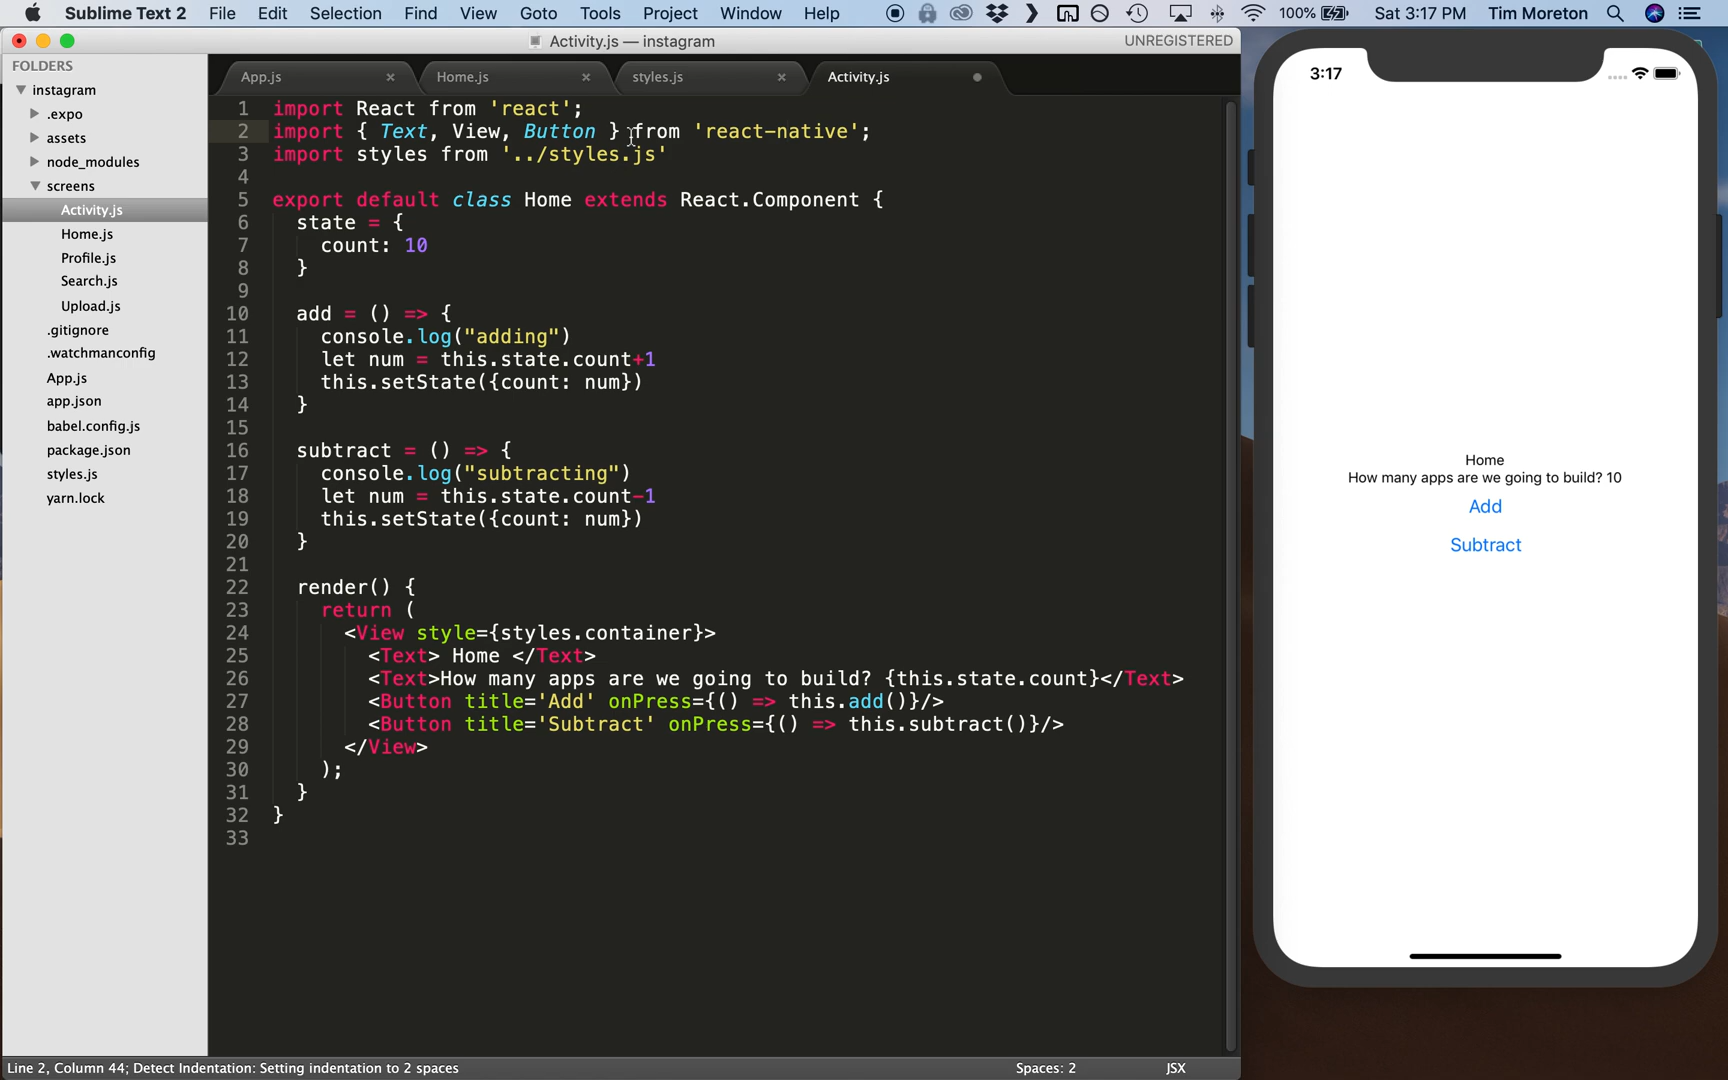 Sublime Text 2 File Edit Selection Find View Goto Tools Project Window Help 100% Sat 3:17 PM Tim Moreton
Activity.js — instagram UNREGISTERED
FOLDERS
instagram
.expo
assets
node_modules
screens
Activity.js
Home.js
Profile.js
Search.js
Upload.js
.gitignore
.watchmanconfig
App.js
app.json
babel.config.js
package.json
styles.js
yarn.lock
App.js × Home.js × styles.js × Activity.js
1 import React from 'react';
2 import { Text, View, Button } from 'react-native';
3 import styles from '../styles.js'
4
5 export default class Home extends React.Component {
6 state = {
7 count: 10
8 }
9
10 add = () => {
11 console.log("adding")
12 let num = this.state.count+1
13 this.setState({count: num})
14 }
15
16 subtract = () => {
17 console.log("subtracting")
18 let num = this.state.count-1
19 this.setState({count: num})
20 }
21
22 render() {
23 return (
24 <View style={styles.container}>
25 <Text> Home </Text>
26 <Text>How many apps are we going to build? {this.state.count}</Text>
27 <Button title='Add' onPress={() => this.add()}/>
28 <Button title='Subtract' onPress={() => this.subtract()}/>
29 </View>
30 );
31 }
32 }
33
Line 2, Column 44; Detect Indentation: Setting indentation to 2 spaces Spaces: 2 JSX
3:17
Home
How many apps are we going to build? 10
Add
Subtract